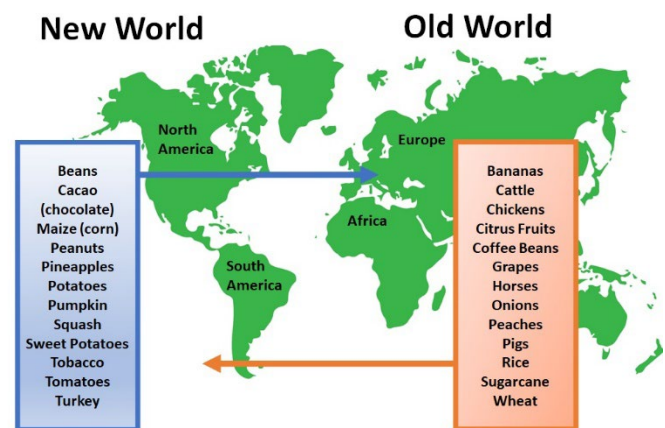 New World
Old World
North
America
Europe
Africa
South
America
Beans
Cacao
(chocolate)
Maize (corn)
Peanuts
Pineapples
Potatoes
Pumpkin
Squash
Sweet Potatoes
Tobacco
Tomatoes
Turkey
Bananas
Cattle
Chickens
Citrus Fruits
Coffee Beans
Grapes
Horses
Onions
Peaches
Pigs
Rice
Sugarcane
Wheat